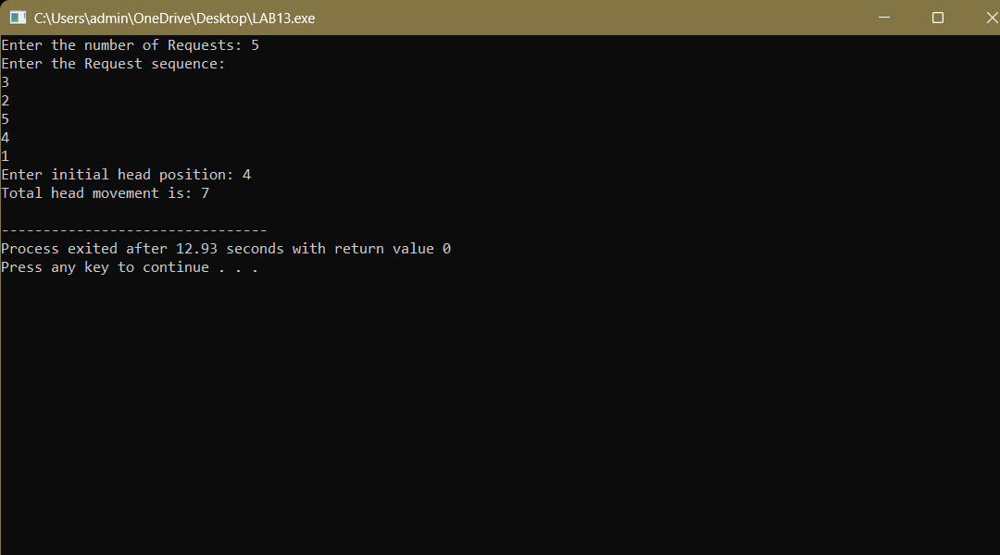 C:\Users\admin\OneDrive\Desktop\LAB13.exe
Enter the number of Requests: 5
Enter the Request sequence:
3
2
5
4
1
Enter initial head position: 4
Total head movement is: 7
--------------------------------
Process exited after 12.93 seconds with return value 0
Press any key to continue . . .